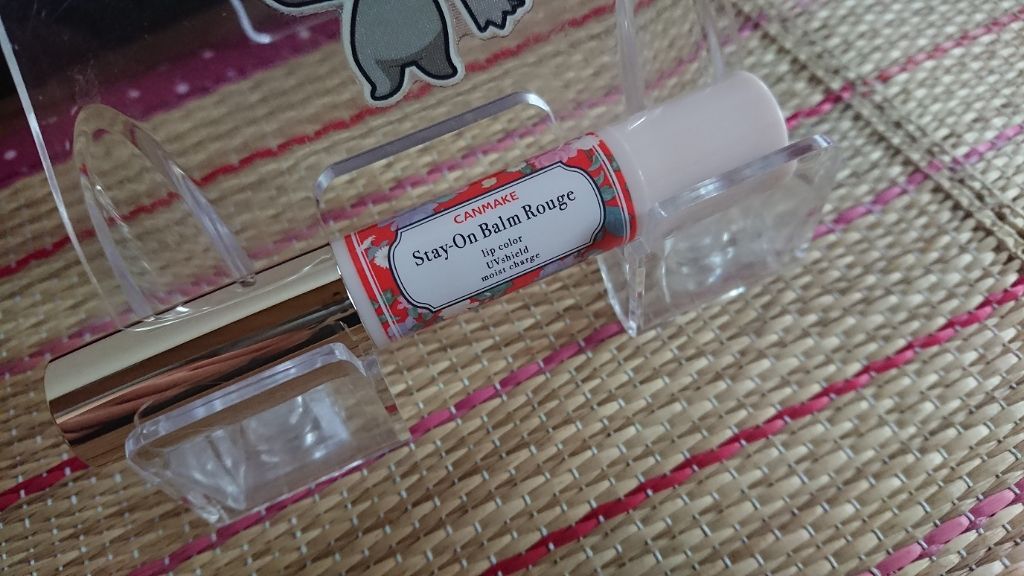 CANMAKE
Stay-On Balm Rouge
lip color
UVshield
moist charge